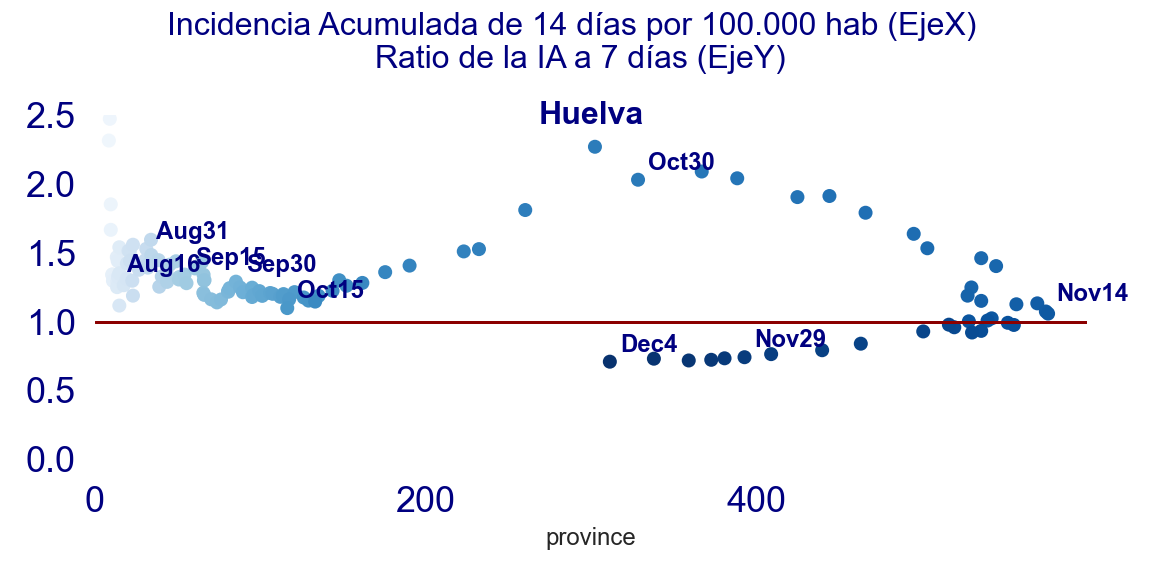 Incidencia Acumulada de 14 días por 100.000 hab (EjeX)
Ratio de la IA a 7 días (EjeY)
Huelva
2.5
Oct30
2.0
Aug31
Sep15
Sep30
1.5
Aug16
Oct15
Nov14
1.0
Nov29
Dec4
0.5
0.0
0
200
400
province